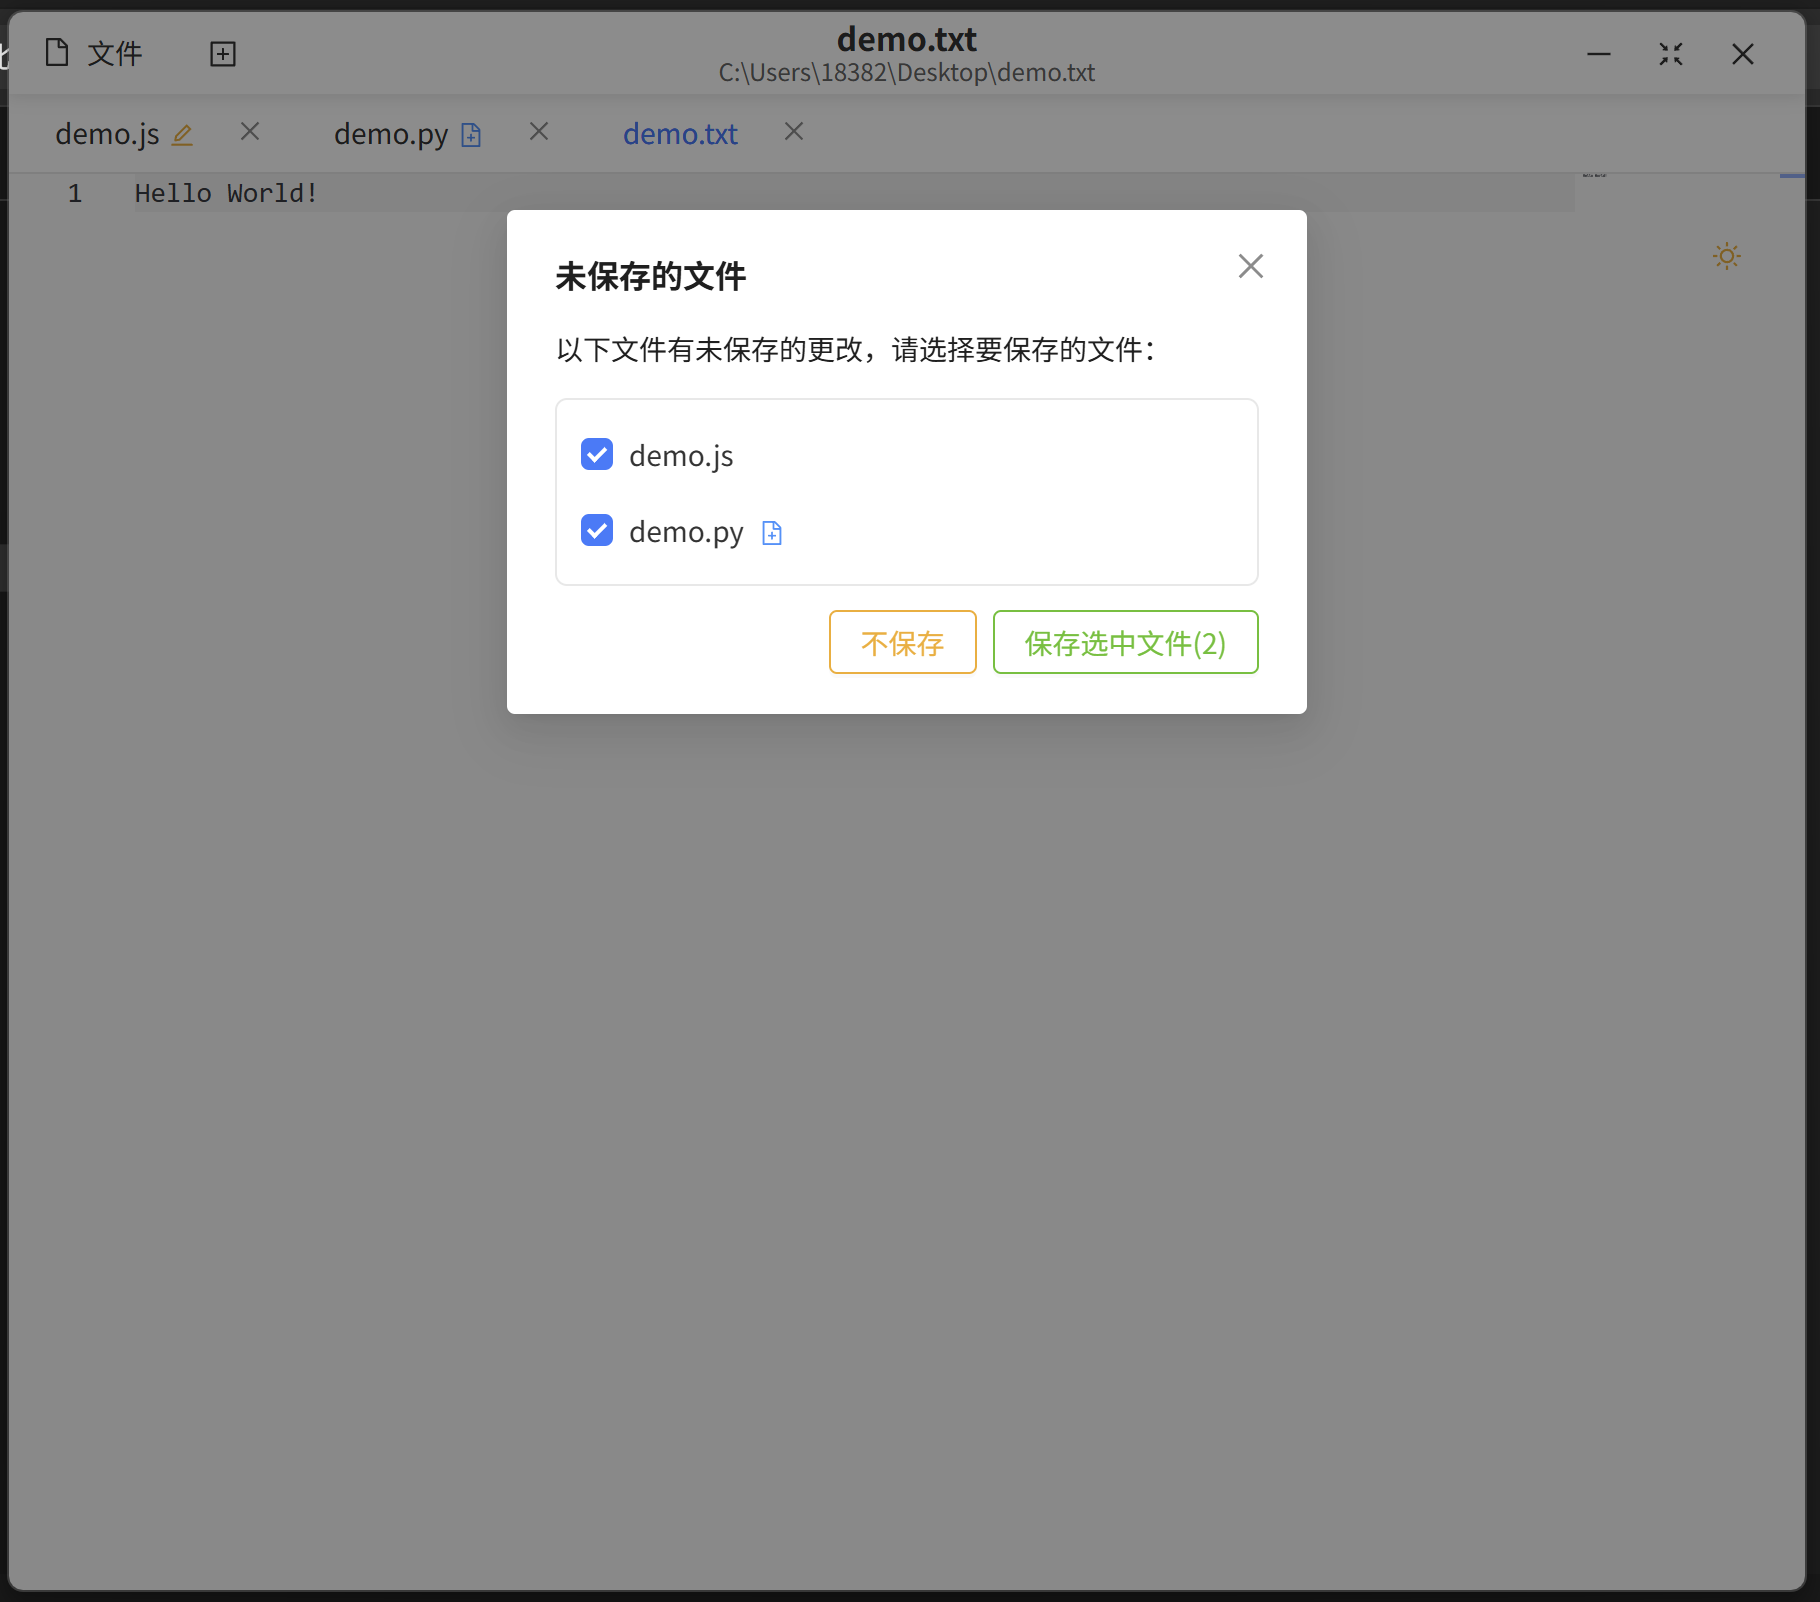 文件
demo.txt
C:\Users\18382\Desktop\demo.txt
demo.js
demo.py
demo.txt
1 Hello World!
未保存的文件
以下文件有未保存的更改，请选择要保存的文件：
demo.js
demo.py
不保存
保存选中文件(2)